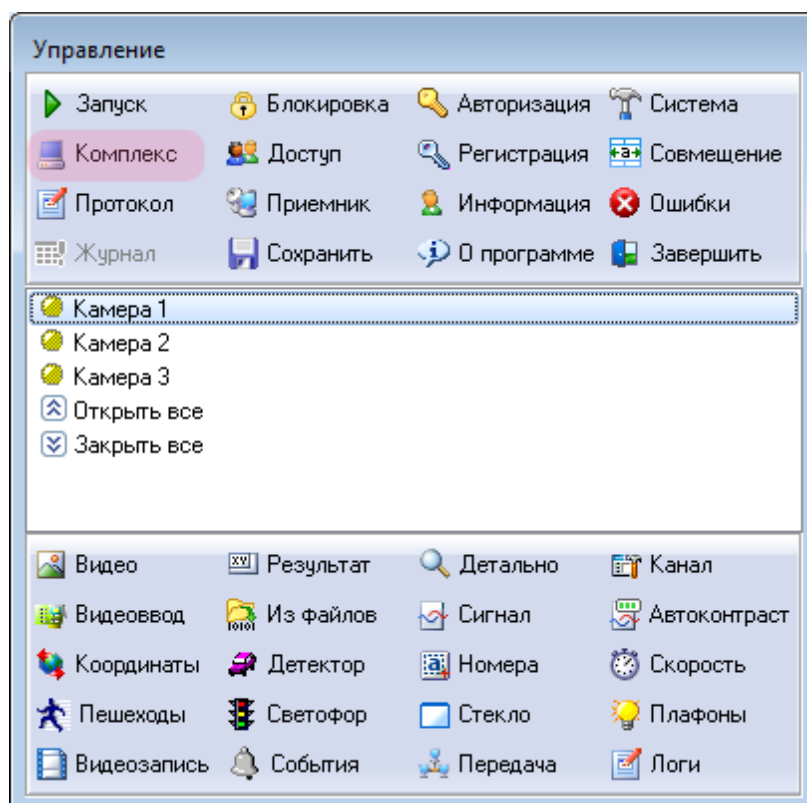 Управление
Запуск Блокировка Авторизация Система
Комплекс Доступ Регистрация Совмещение
Протокол Приемник Информация Ошибки
Журнал Сохранить О программе Завершить
Камера 1
Камера 2
Камера 3
Открыть все
Закрыть все
Видео Результат Детально Канал
Видеоввод Из файлов Сигнал Автоконтраст
Координаты Детектор Номера Скорость
Пешеходы Светофор Стекло Плафоны
Видеозапись События Передача Логи